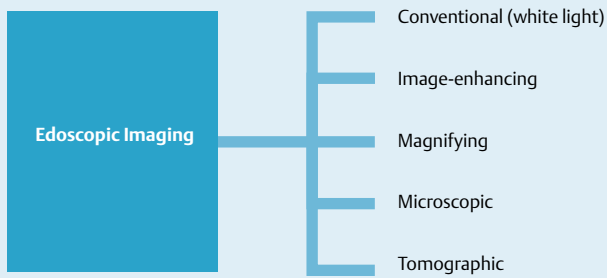 Edoscopic Imaging
Conventional (white light)
Image-enhancing
Magnifying
Microscopic
Tomographic